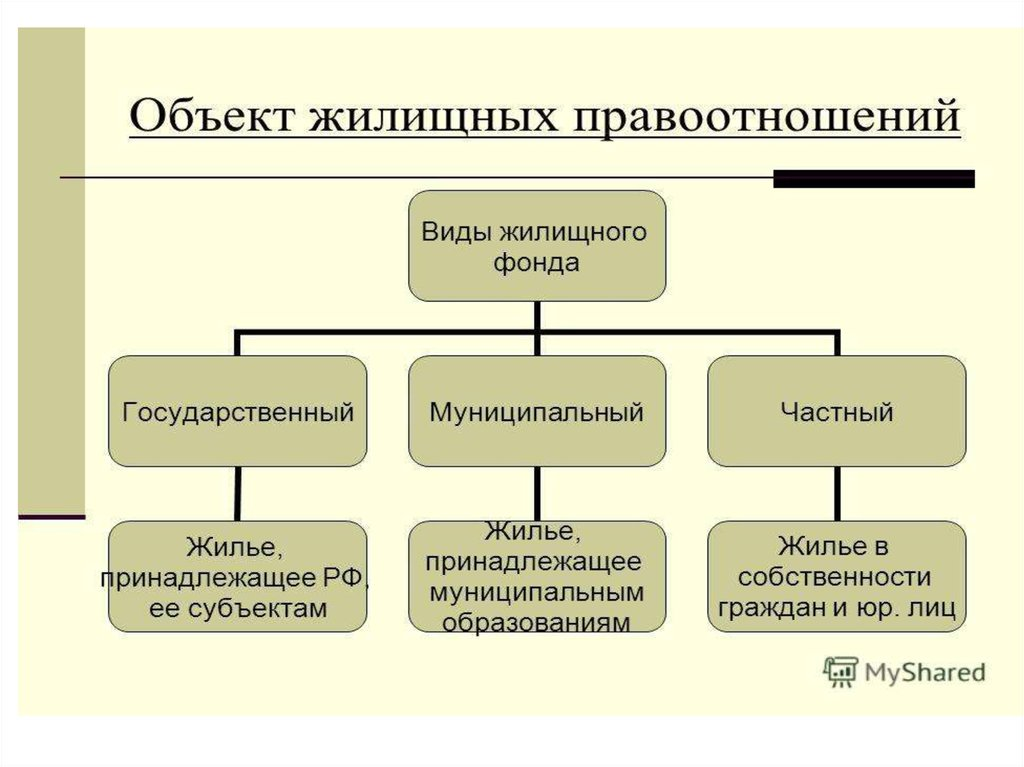 Объект жилищных правоотношений
Виды жилищного
фонда
Государственный
Муниципальный
Частный
Жилье,
принадлежащее РФ,
ее субъектам
Жилье,
принадлежащее
муниципальным
образованиям
Жилье в
собственности
граждан и юр. лиц
MyShared